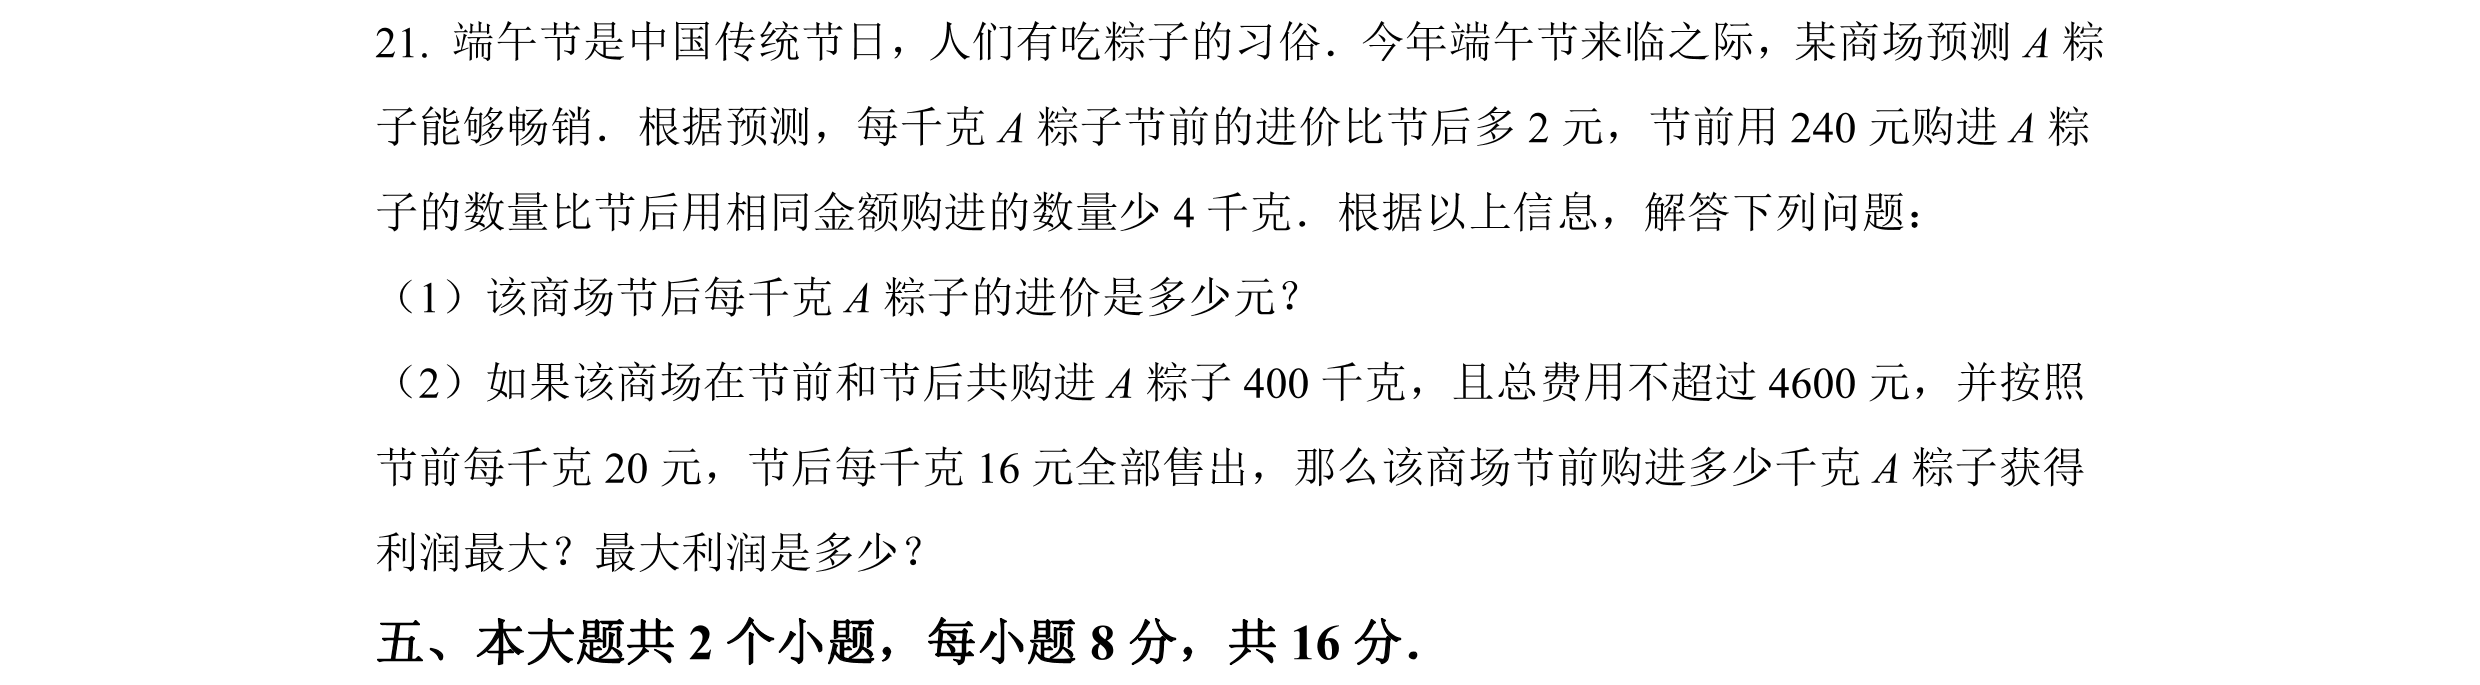 21. 端午节是中国传统节日，人们有吃粽子的习俗．今年端午节来临之际，某商场预测 A 粽
子能够畅销．根据预测，每千克 A 粽子节前的进价比节后多 2 元，节前用 240 元购进 A 粽
子的数量比节后用相同金额购进的数量少 4 千克．根据以上信息，解答下列问题：
（1）该商场节后每千克 A 粽子的进价是多少元？
（2）如果该商场在节前和节后共购进 A 粽子 400 千克，且总费用不超过 4600 元，并按照
节前每千克 20 元，节后每千克 16 元全部售出，那么该商场节前购进多少千克 A 粽子获得
利润最大？最大利润是多少？
五、本大题共 2 个小题，每小题 8 分，共 16 分．